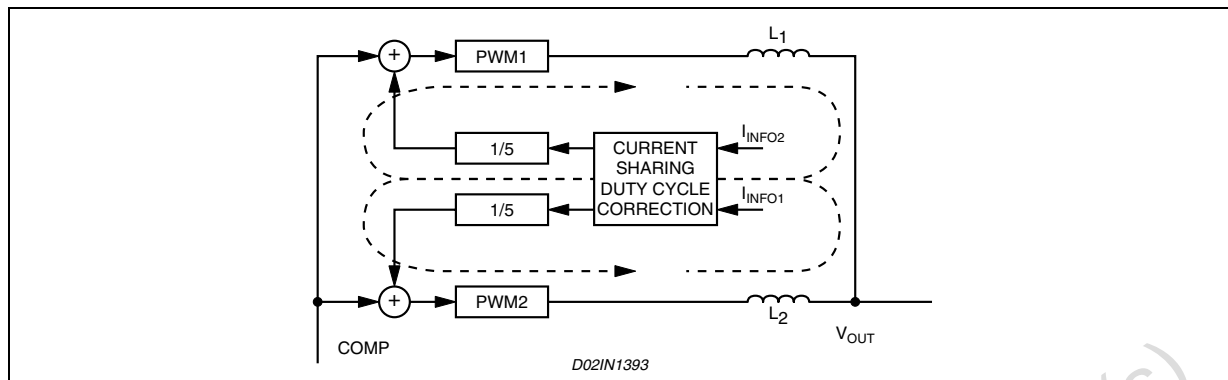 L1
+
PWM1
1/5
CURRENT
SHARING
DUTY CYCLE
CORRECTION
IINFO2
1/5
IINFO1
+
PWM2
L2
COMP
VOUT
D02IN1393